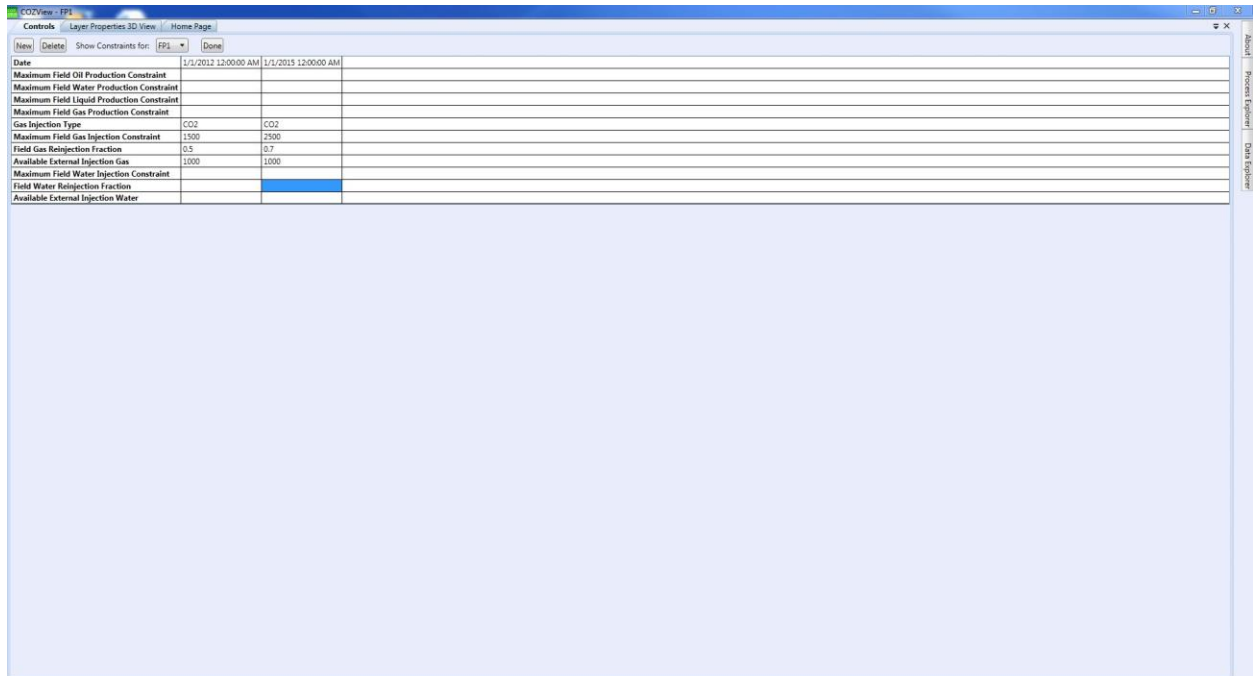 COZView - FP1
Controls Layer Properties 3D View Home Page
New Delete Show Constraints for: FP1 Done
Date 1/1/2012 12:00:00 AM 1/1/2015 12:00:00 AM
Maximum Field Oil Production Constraint
Maximum Field Water Production Constraint
Maximum Field Liquid Production Constraint
Maximum Field Gas Production Constraint
Gas Injection Type CO2 CO2
Maximum Field Gas Injection Constraint 1500 2500
Field Gas Reinjection Fraction 0.5 0.7
Available External Injection Gas 1000 1000
Maximum Field Water Injection Constraint
Field Water Reinjection Fraction
Available External Injection Water
About
Process Explorer
Data Explorer